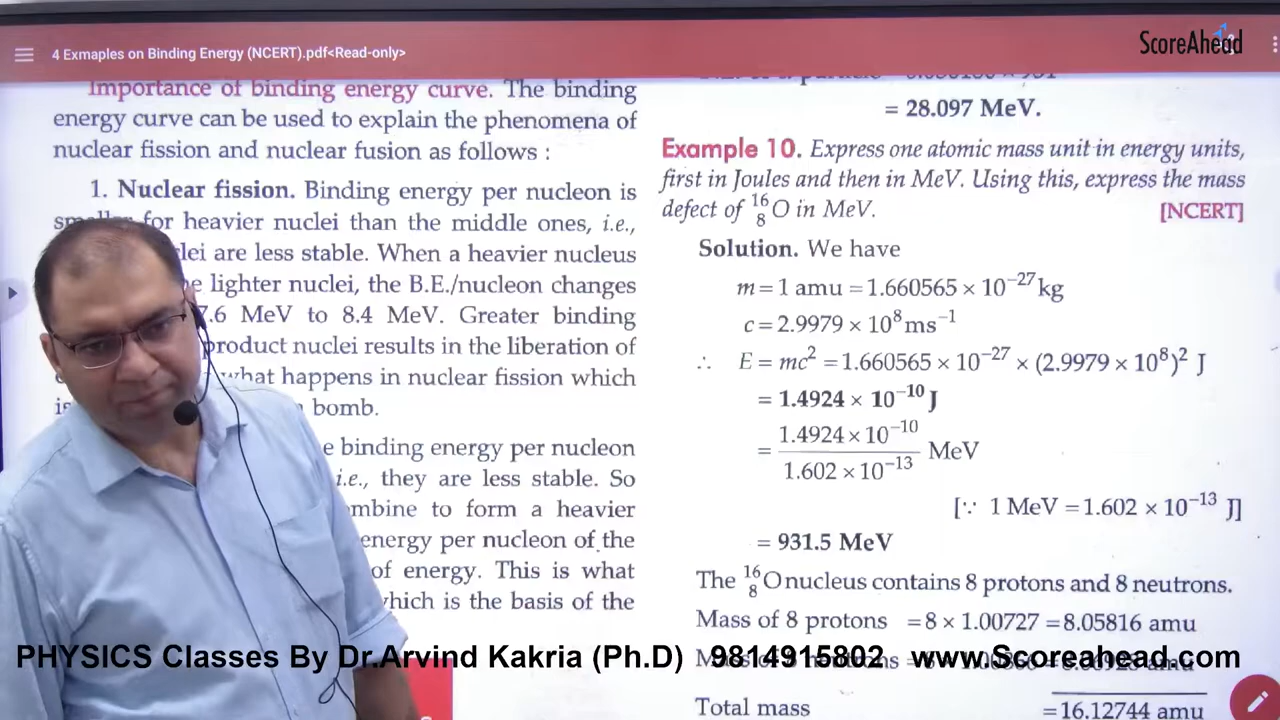 4 Exmaples on Binding Energy (NCERT).pdf<Read-only>
ScoreAhead
Importance of binding energy curve. The binding
energy curve can be used to explain the phenomena of
nuclear fission and nuclear fusion as follows :
1. Nuclear fission. Binding energy per nucleon is
smaller for heavier nuclei than the middle ones, i.e.,
are less stable. When a heavier nucleus
lighter nuclei, the B.E./nucleon changes
7.6 MeV to 8.4 MeV. Greater binding
product nuclei results in the liberation of
what happens in nuclear fission which
bomb.
binding energy per nucleon
i.e., they are less stable. So
to form a heavier
energy per nucleon of the
of energy. This is what
which is the basis of the
= 28.097 MeV.
Example 10. Express one atomic mass unit in energy units,
first in Joules and then in MeV. Using this, express the mass
defect of ¹⁶₈O in MeV. [NCERT]
Solution. We have
m = 1 amu = 1.660565 × 10⁻²⁷ kg
c = 2.9979 × 10⁸ ms⁻¹
∴ E = mc² = 1.660565 × 10⁻²⁷ × (2.9979 × 10⁸)² J
= 1.4924 × 10⁻¹⁰ J
= 1.4924 × 10⁻¹⁰ / 1.602 × 10⁻¹³ MeV
[∵ 1 MeV = 1.602 × 10⁻¹³ J]
= 931.5 MeV
The ¹⁶₈O nucleus contains 8 protons and 8 neutrons.
Mass of 8 protons = 8 × 1.00727 = 8.05816 amu
Total mass = 16.12744 amu
PHYSICS Classes By Dr.Arvind Kakria (Ph.D) 9814915802 www.Scoreahead.com